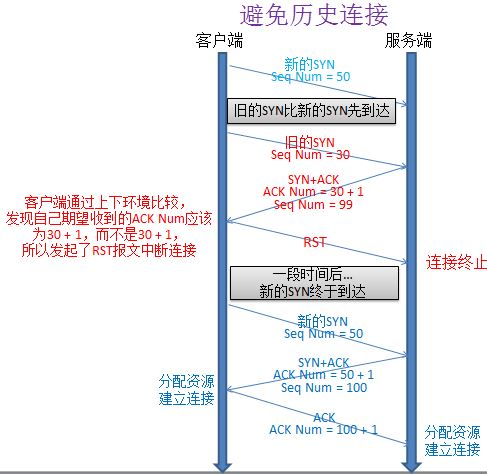 避免历史连接
客户端
服务端
新的SYN
Seq Num = 50
旧的SYN比新的SYN先到达
旧的SYN
Seq Num = 30
SYN+ACK
ACK Num = 30 + 1
Seq Num = 99
客户端通过上下环境比较，
发现自己期望收到的ACK Num应该
为30 + 1，而不是30 + 1，
所以发起了RST报文中断连接
RST
连接终止
一段时间后...
新的SYN终于到达
新的SYN
Seq Num = 50
SYN+ACK
ACK Num = 50 + 1
Seq Num = 100
分配资源
建立连接
ACK
ACK Num = 100 + 1
分配资源
建立连接